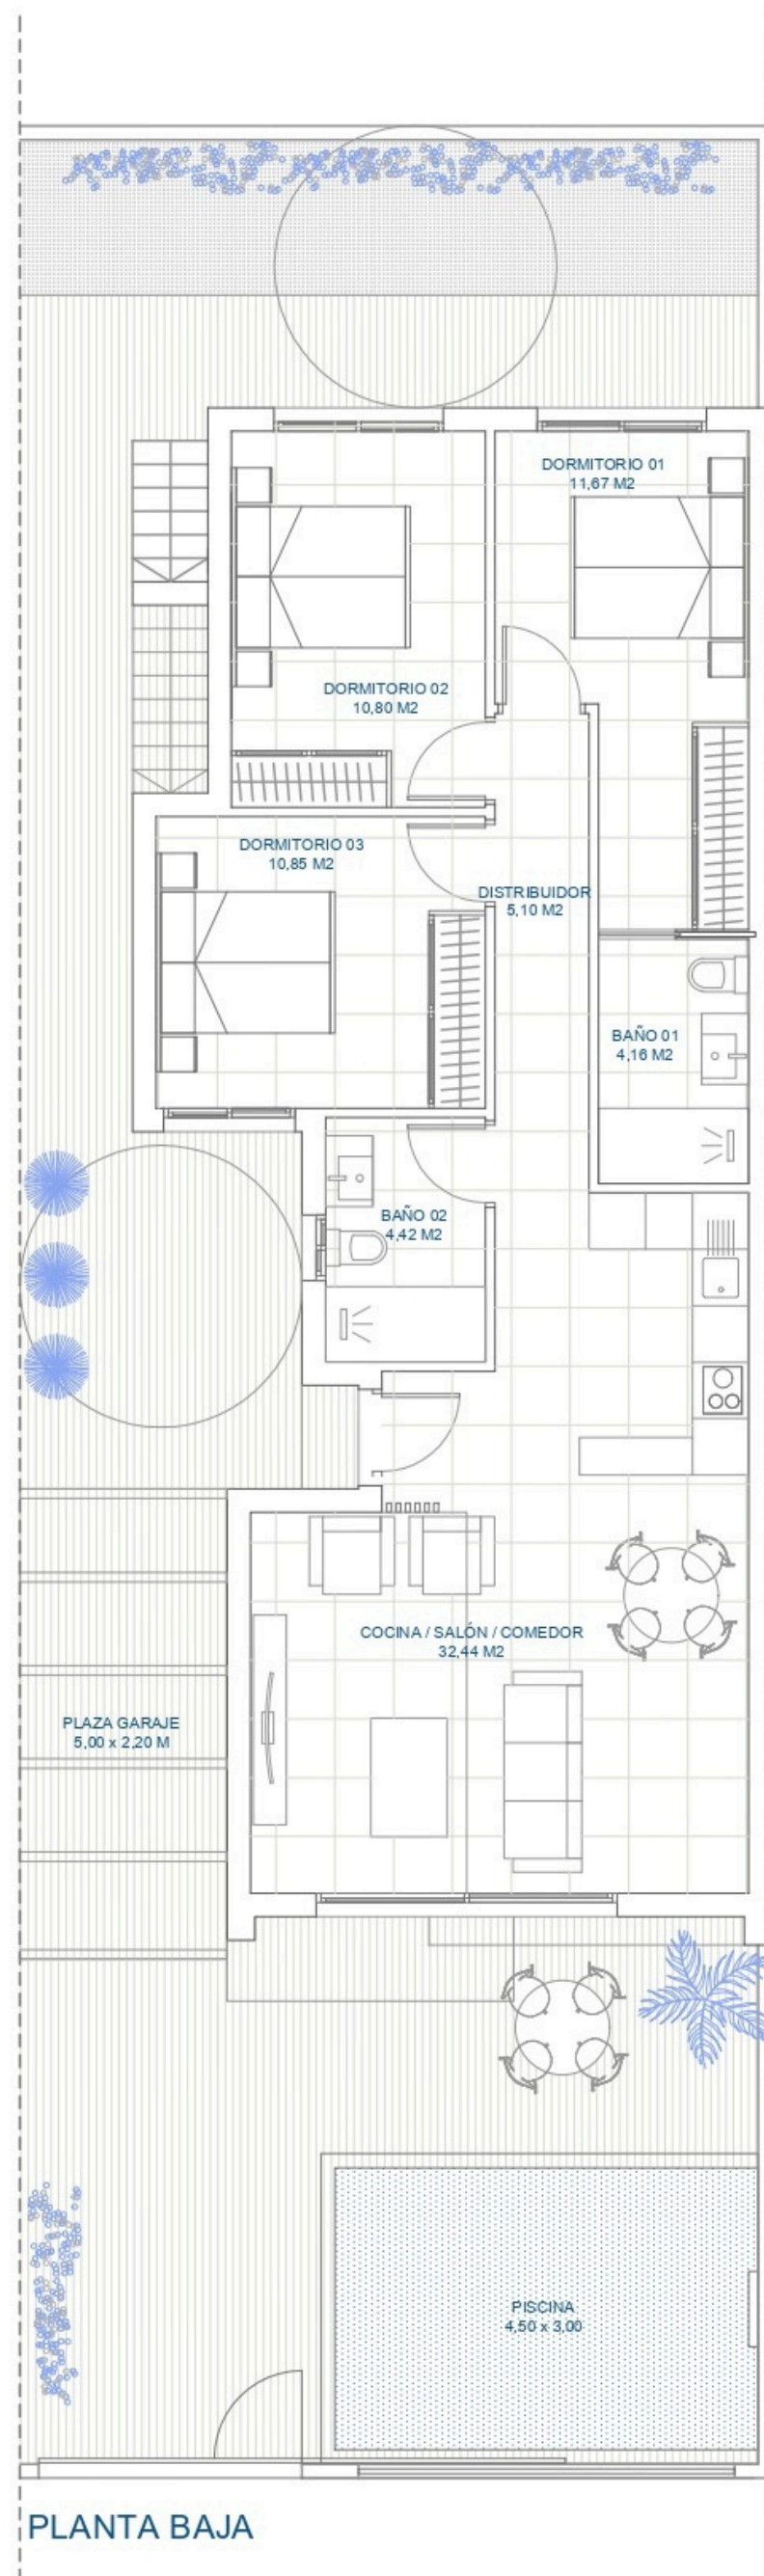 DORMITORIO 01
11,67 M2
DORMITORIO 02
10,80 M2
DORMITORIO 03
10,85 M2
DISTRIBUIDOR
5,10 M2
BAÑO 01
4,16 M2
BAÑO 02
4,42 M2
COCINA / SALÓN / COMEDOR
32,44 M2
PLAZA GARAJE
5,00 x 2,20 M
PISCINA
4,50 x 3,00
PLANTA BAJA